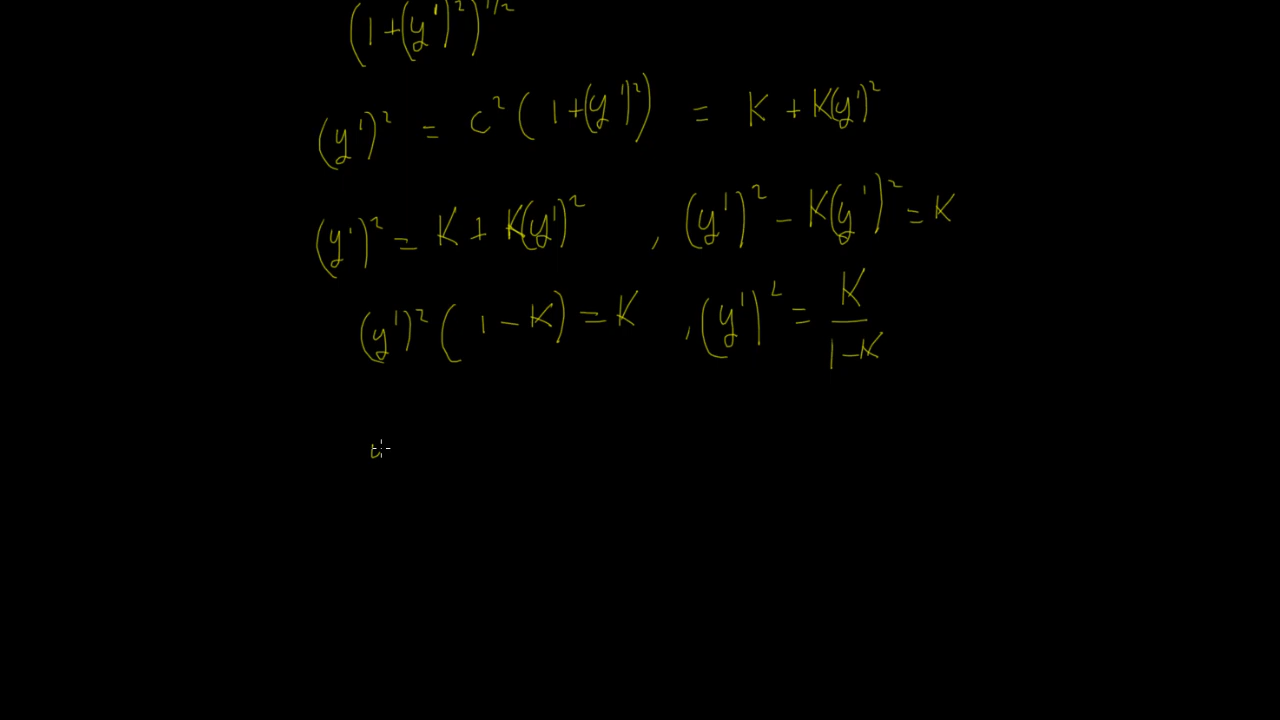 (1+(y')²)^1/2
(y')² = c²(1+(y')²) = K + K(y')²
(y')² = K + K(y')² , (y')² - K(y')² = K
(y')²(1-K) = K , (y')² = K/1-K